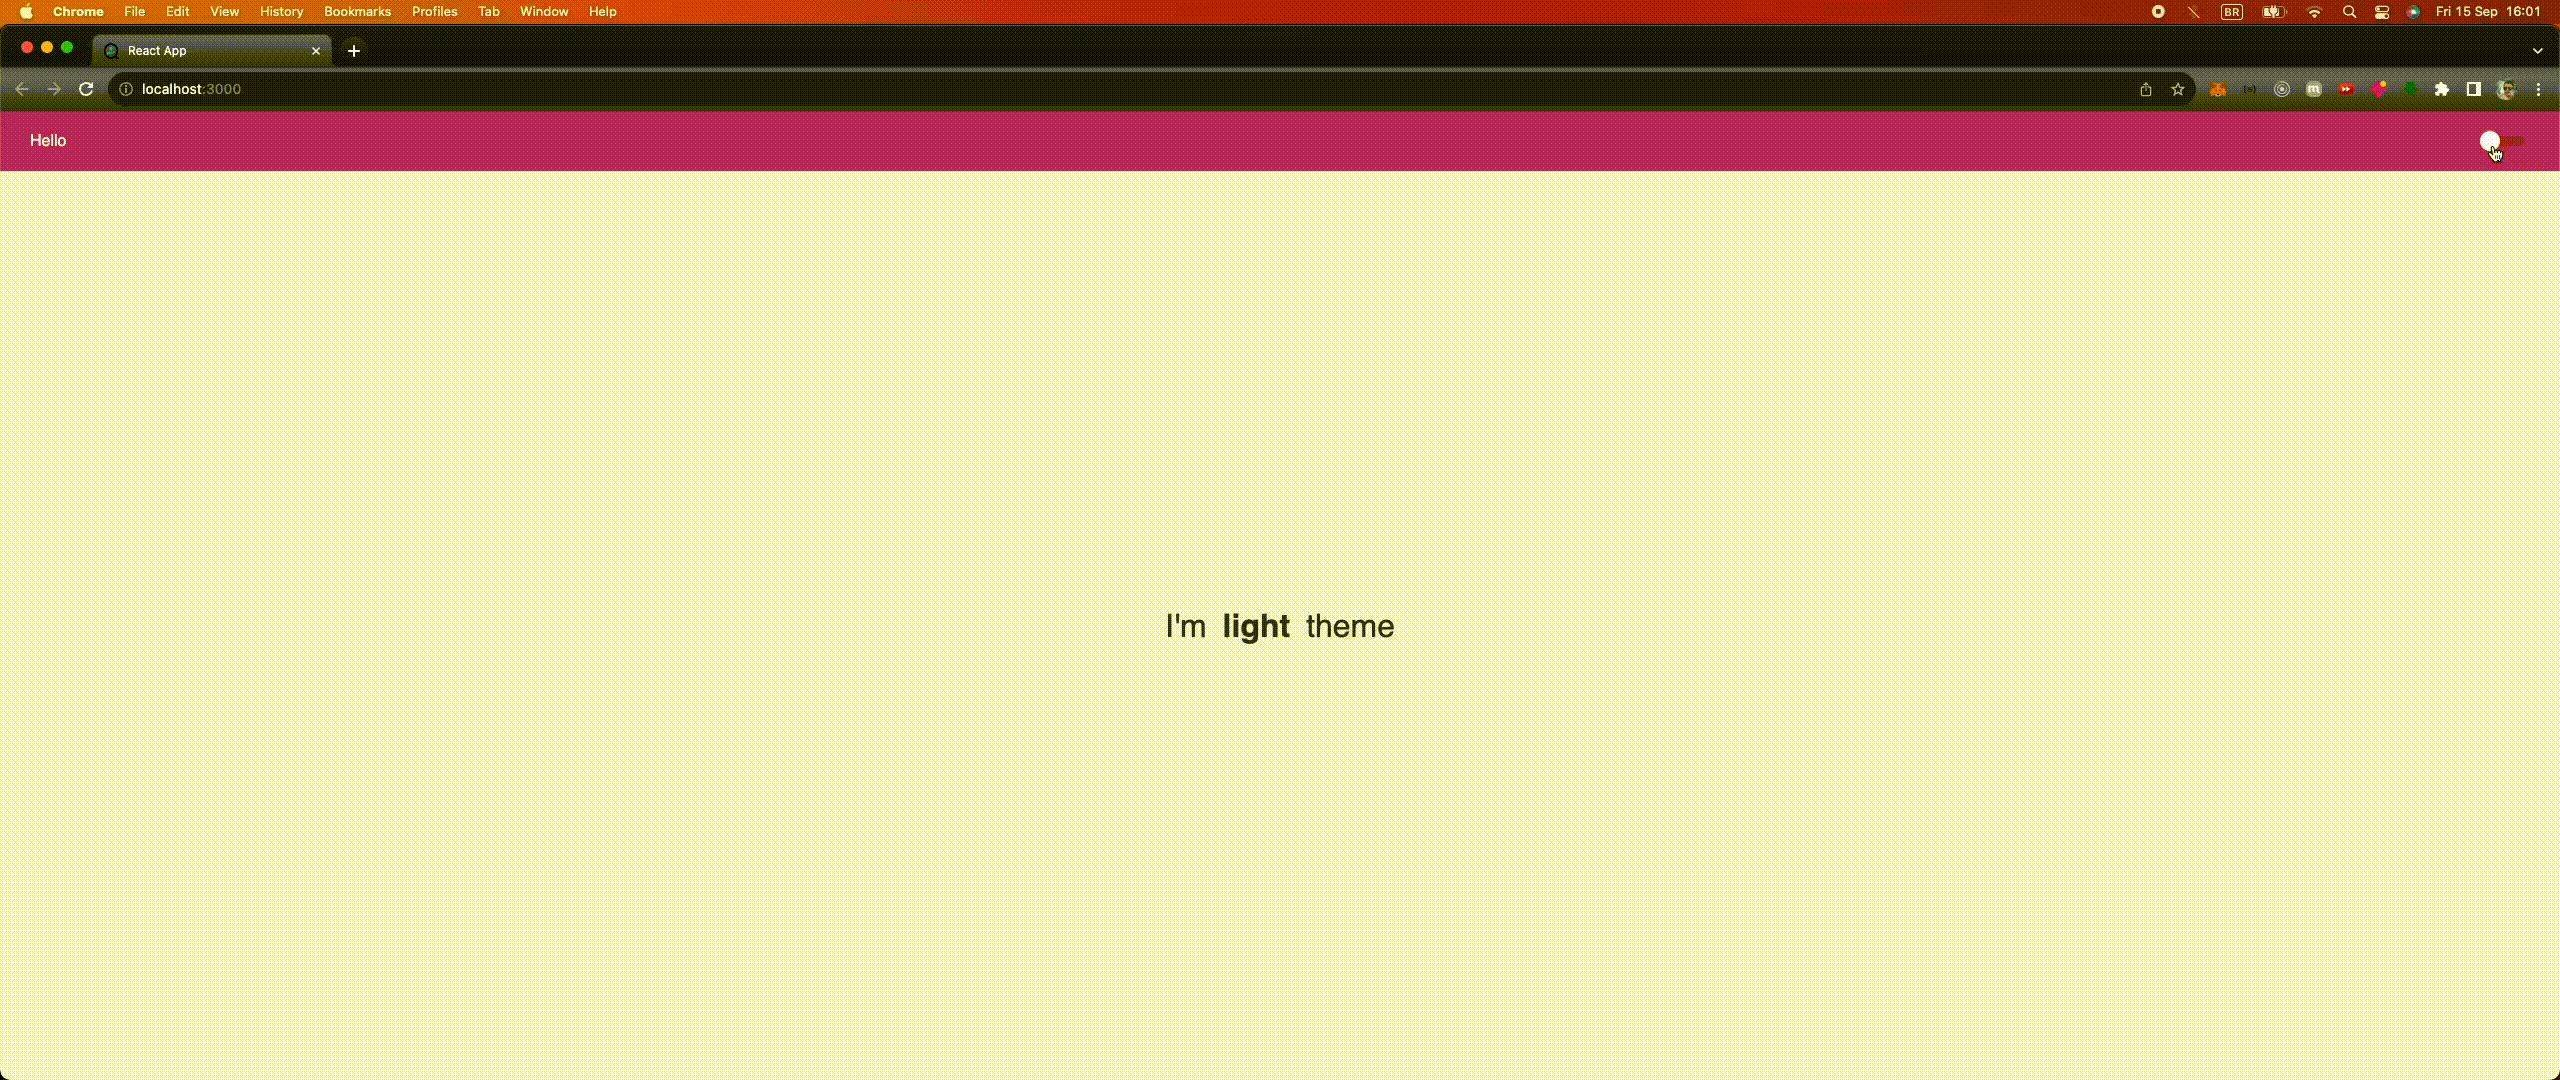 Chrome File Edit View History Bookmarks Profiles Tab Window Help BR Fri 15 Sep 16:01
React App
localhost:3000
Hello
I'm light theme